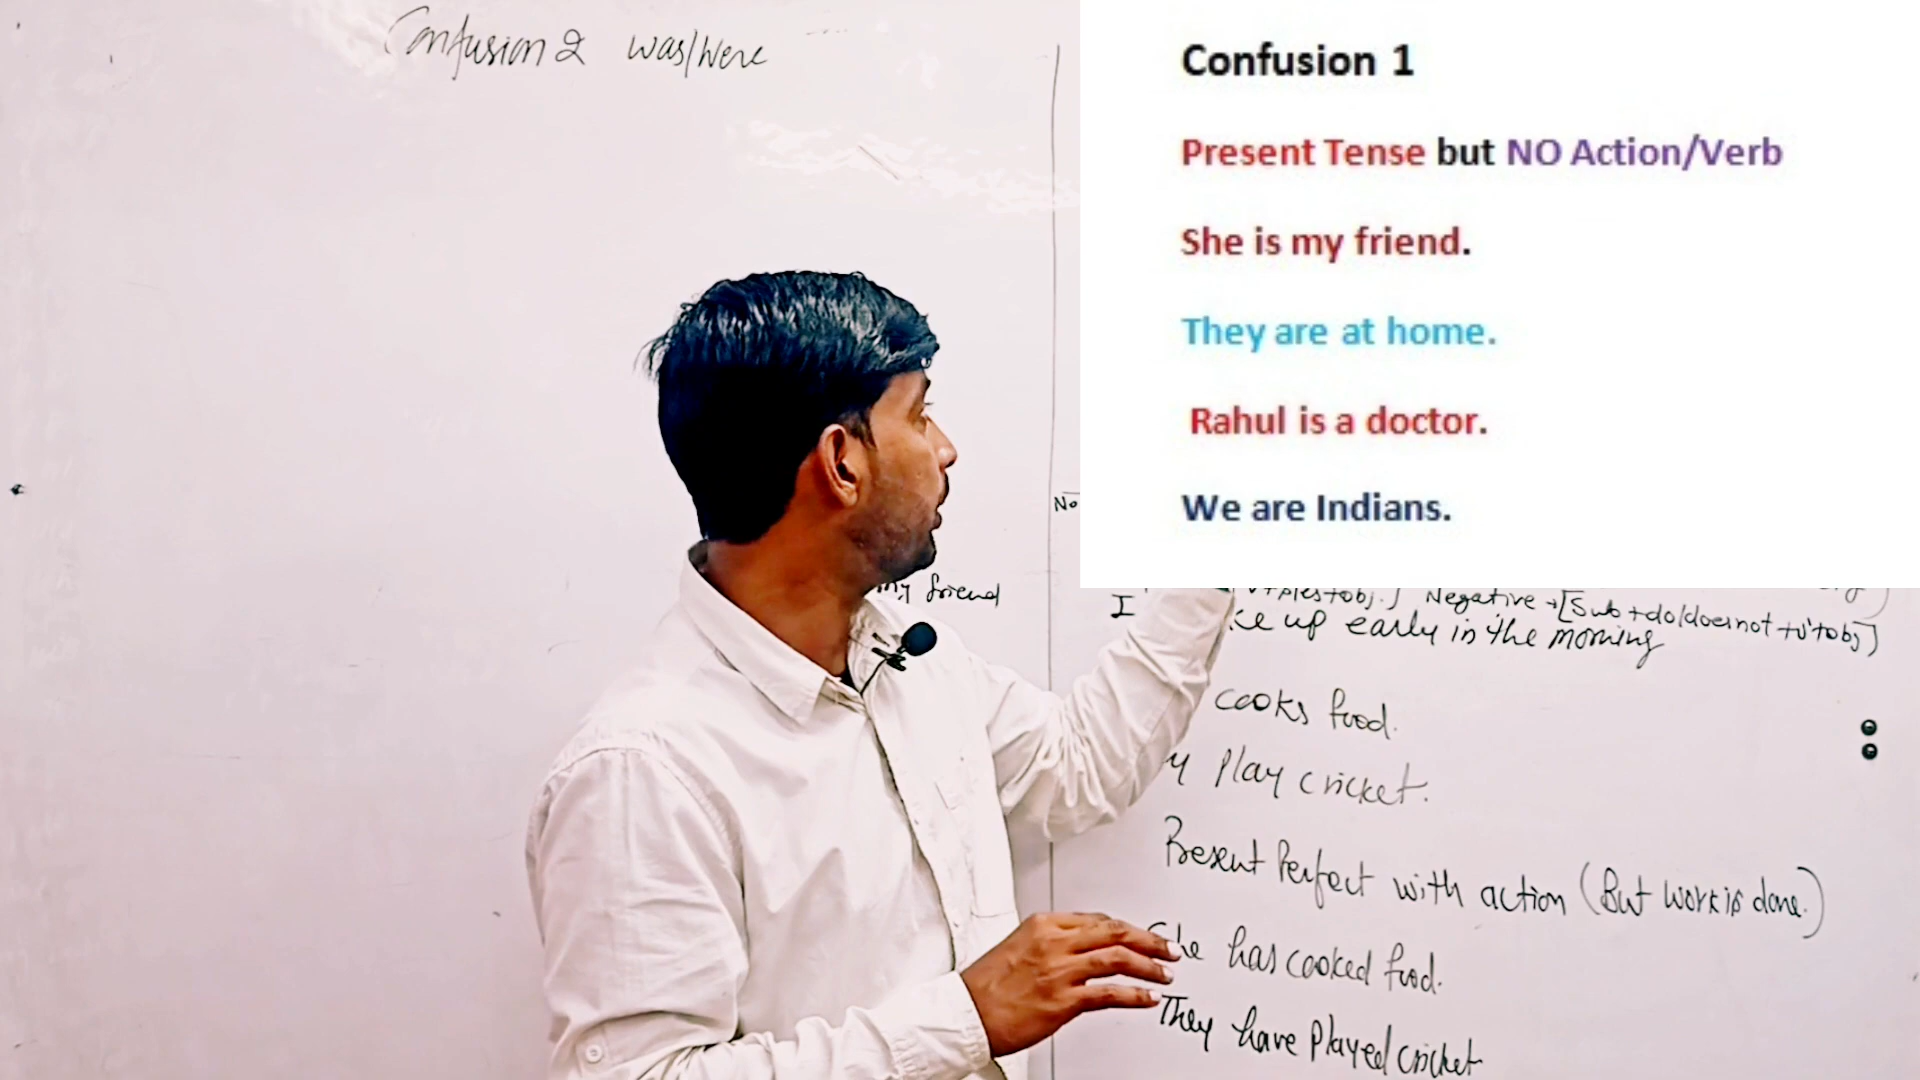 Confusion 2 was/were
Confusion 1
Present Tense but NO Action/Verb
She is my friend.
They are at home.
Rahul is a doctor.
We are Indians.
No
my friend
I
Negative → [Sub + do/does not + v¹ + obj]
up early in the morning
cooks food.
y Play cricket.
Present Perfect with action (But work is done.)
She has cooked food.
They have Played cricket